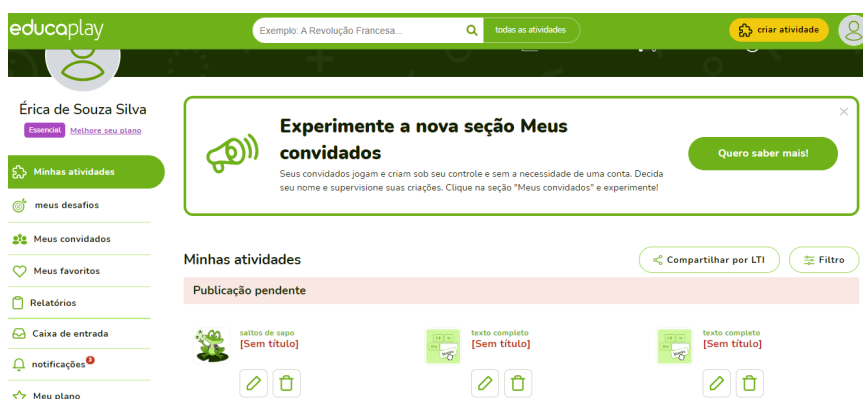 educaplay
Exemplo: A Revolução Francesa...
todas as atividades
criar atividade
Érica de Souza Silva
Essencial Melhore seu plano
Minhas atividades
meus desafios
Meus convidados
Meus favoritos
Relatórios
Caixa de entrada
notificações 3
Meu plano
Experimente a nova seção Meus
convidados
Seus convidados jogam e criam sob seu controle e sem a necessidade de uma conta. Decida
seu nome e supervisione suas criações. Clique na seção "Meus convidados" e experimente!
Quero saber mais!
Minhas atividades
Compartilhar por LTI
Filtro
Publicação pendente
saltos de sapo
[Sem título]
texto completo
[Sem título]
texto completo
[Sem título]